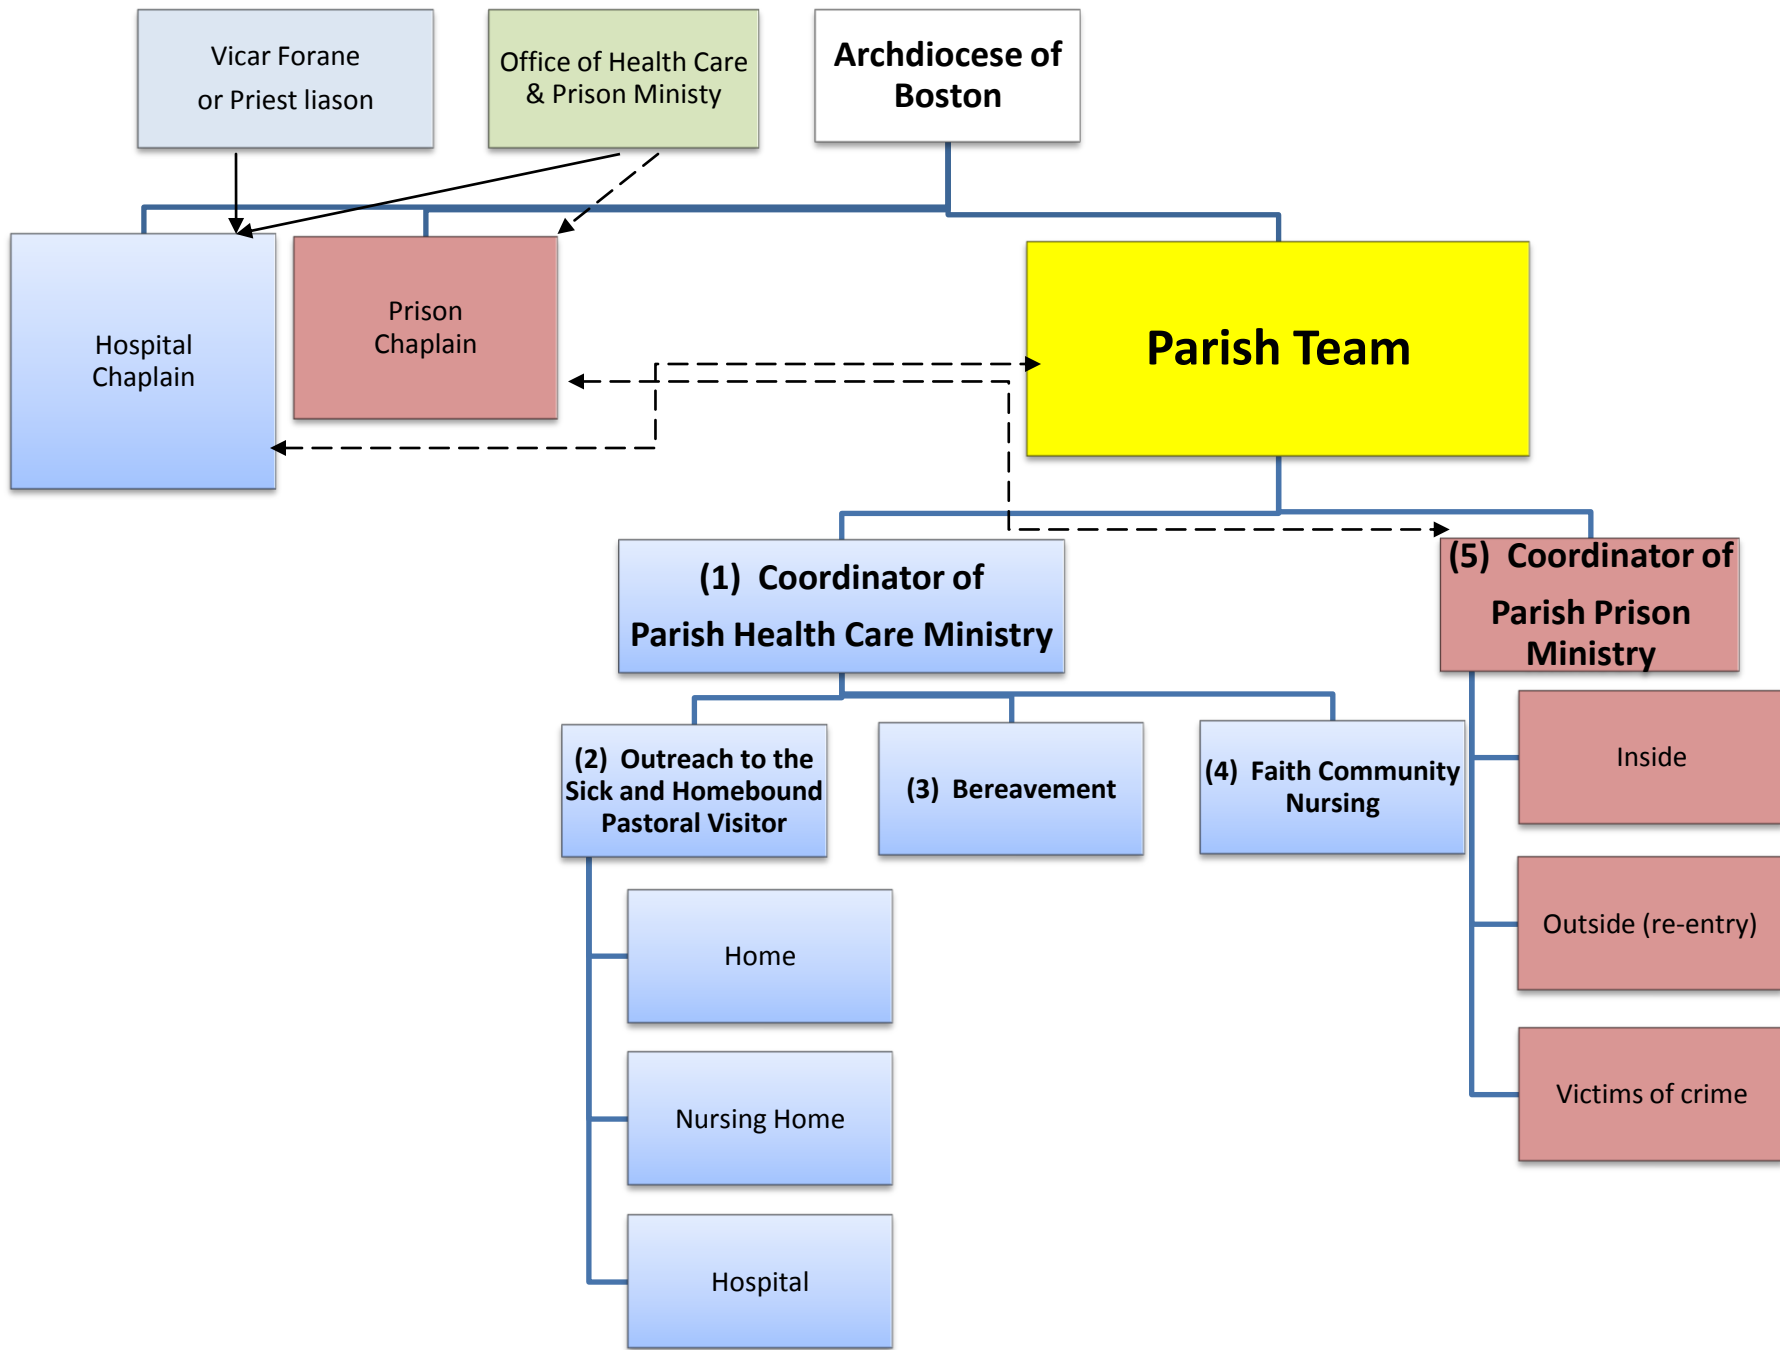 Vicar Forane
or Priest liason
Office of Health Care
& Prison Ministy
Archdiocese of
Boston
Hospital
Chaplain
Prison
Chaplain
Parish Team
(1) Coordinator of
Parish Health Care Ministry
(5) Coordinator of
Parish Prison
Ministry
(2) Outreach to the
Sick and Homebound
Pastoral Visitor
(3) Bereavement
(4) Faith Community
Nursing
Inside
Outside (re-entry)
Victims of crime
Home
Nursing Home
Hospital